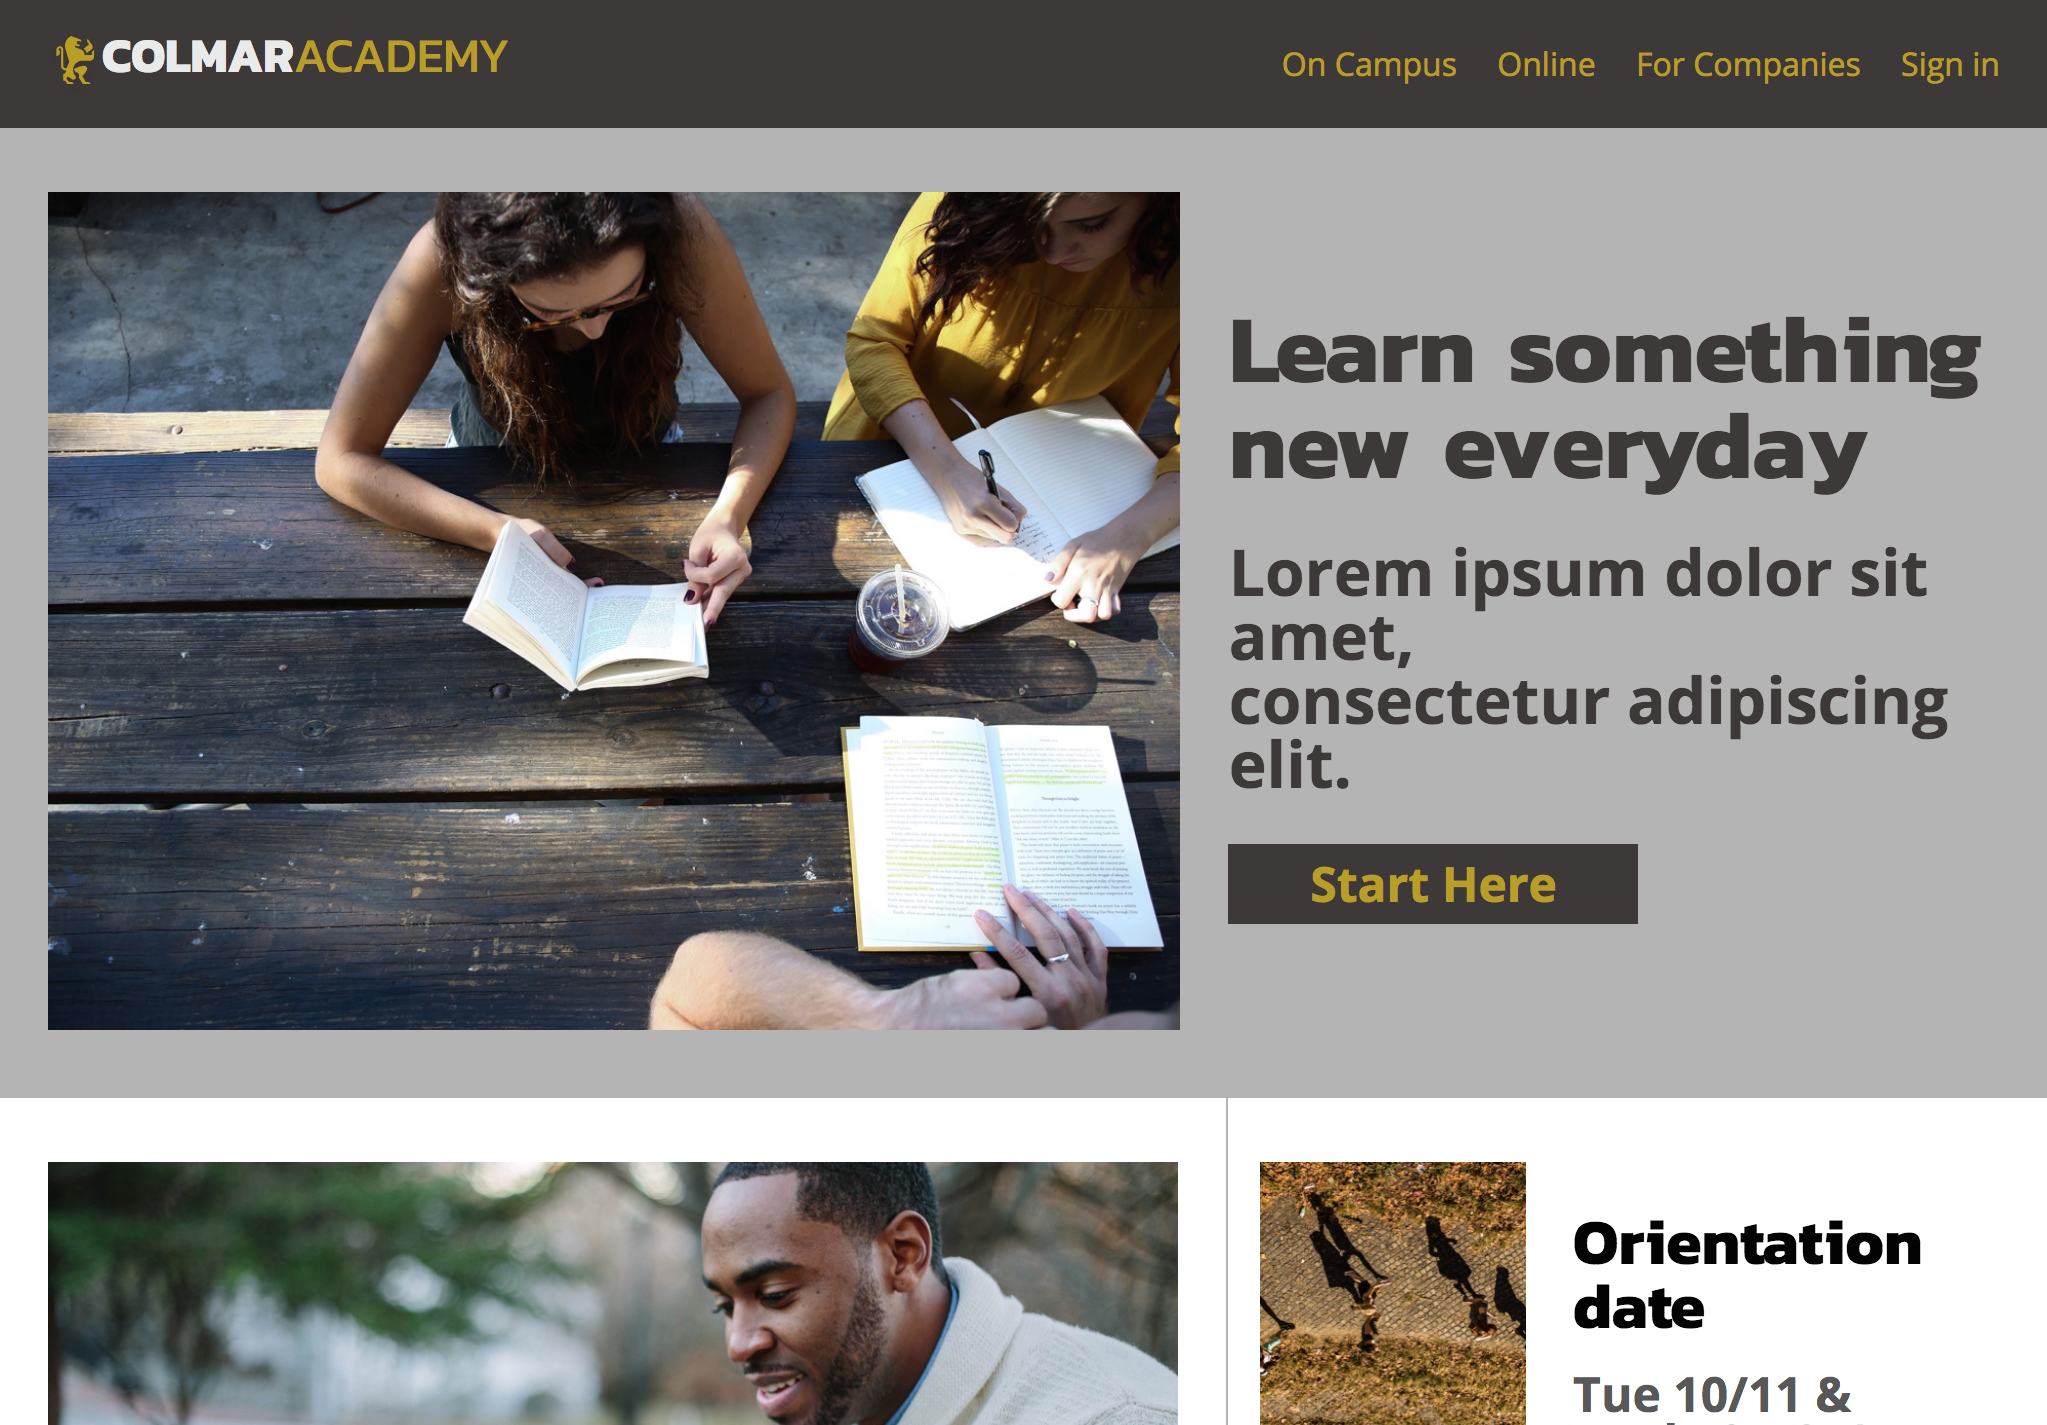 COLMARACADEMY
On Campus Online For Companies Sign in
Learn something
new everyday
Lorem ipsum dolor sit
amet,
consectetur adipiscing
elit.
Start Here
Orientation
date
Tue 10/11 &